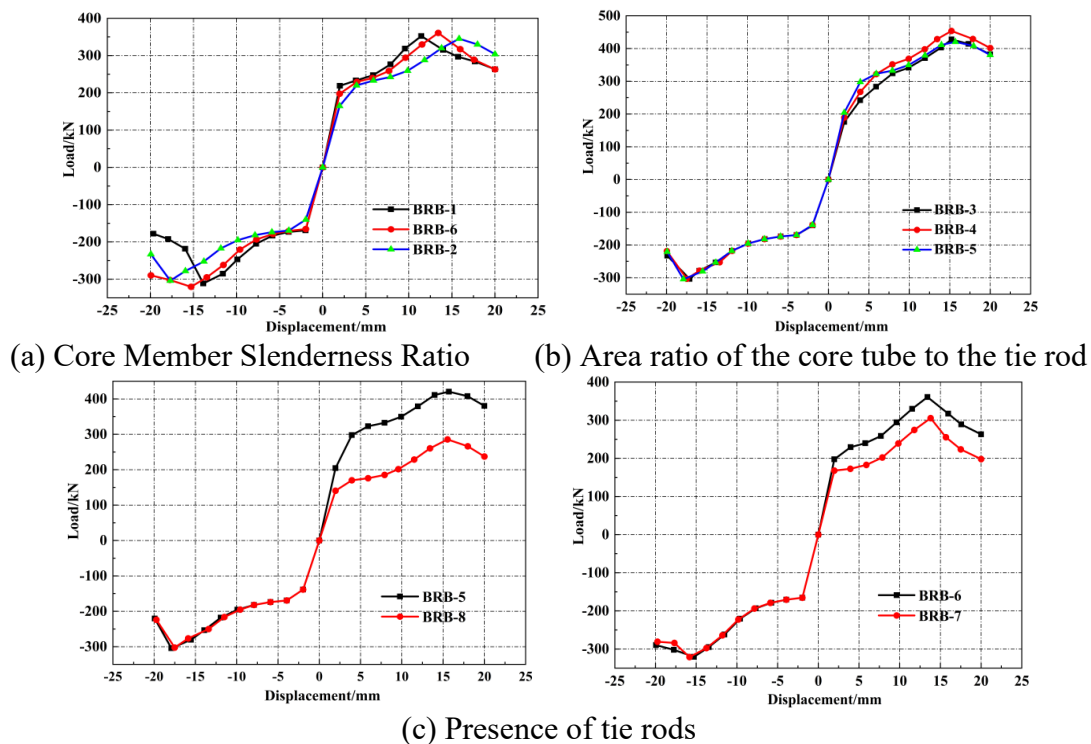 400
300
200
100
0
-100
-200
-300
Load/kN
BRB-1
BRB-6
BRB-2
-25 -20 -15 -10 -5 0 5 10 15 20 25
Displacement/mm
(a) Core Member Slenderness Ratio
500
400
300
200
100
0
-100
-200
-300
Load/kN
BRB-3
BRB-4
BRB-5
-25 -20 -15 -10 -5 0 5 10 15 20 25
Displacement/mm
(b) Area ratio of the core tube to the tie rod
400
300
200
100
0
-100
-200
-300
Load/kN
BRB-5
BRB-8
-25 -20 -15 -10 -5 0 5 10 15 20 25
Displacement/mm
400
300
200
100
0
-100
-200
-300
Load/kN
BRB-6
BRB-7
-25 -20 -15 -10 -5 0 5 10 15 20 25
Displacement/mm
(c) Presence of tie rods